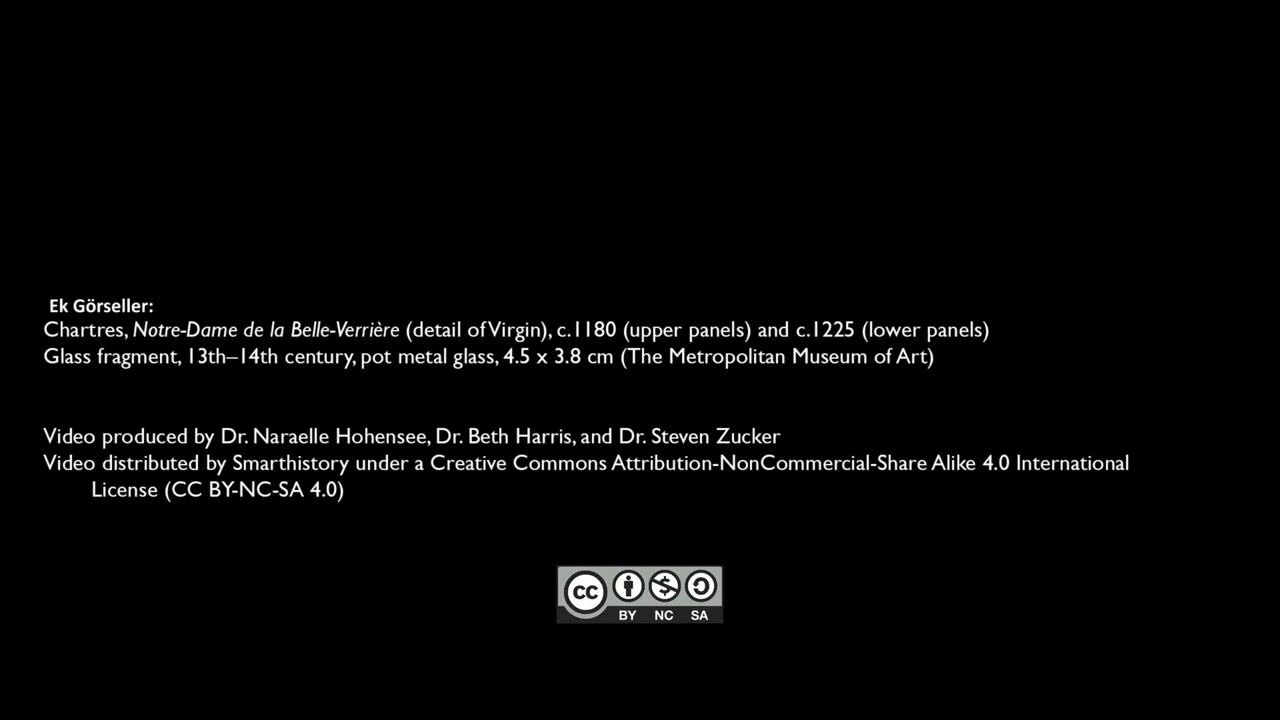 Ek Görseller:
Chartres, Notre-Dame de la Belle-Verrière (detail of Virgin), c.1180 (upper panels) and c.1225 (lower panels)
Glass fragment, 13th–14th century, pot metal glass, 4.5 x 3.8 cm (The Metropolitan Museum of Art)
Video produced by Dr. Naraelle Hohensee, Dr. Beth Harris, and Dr. Steven Zucker
Video distributed by Smarthistory under a Creative Commons Attribution-NonCommercial-Share Alike 4.0 International
License (CC BY-NC-SA 4.0)
cc
BY NC SA